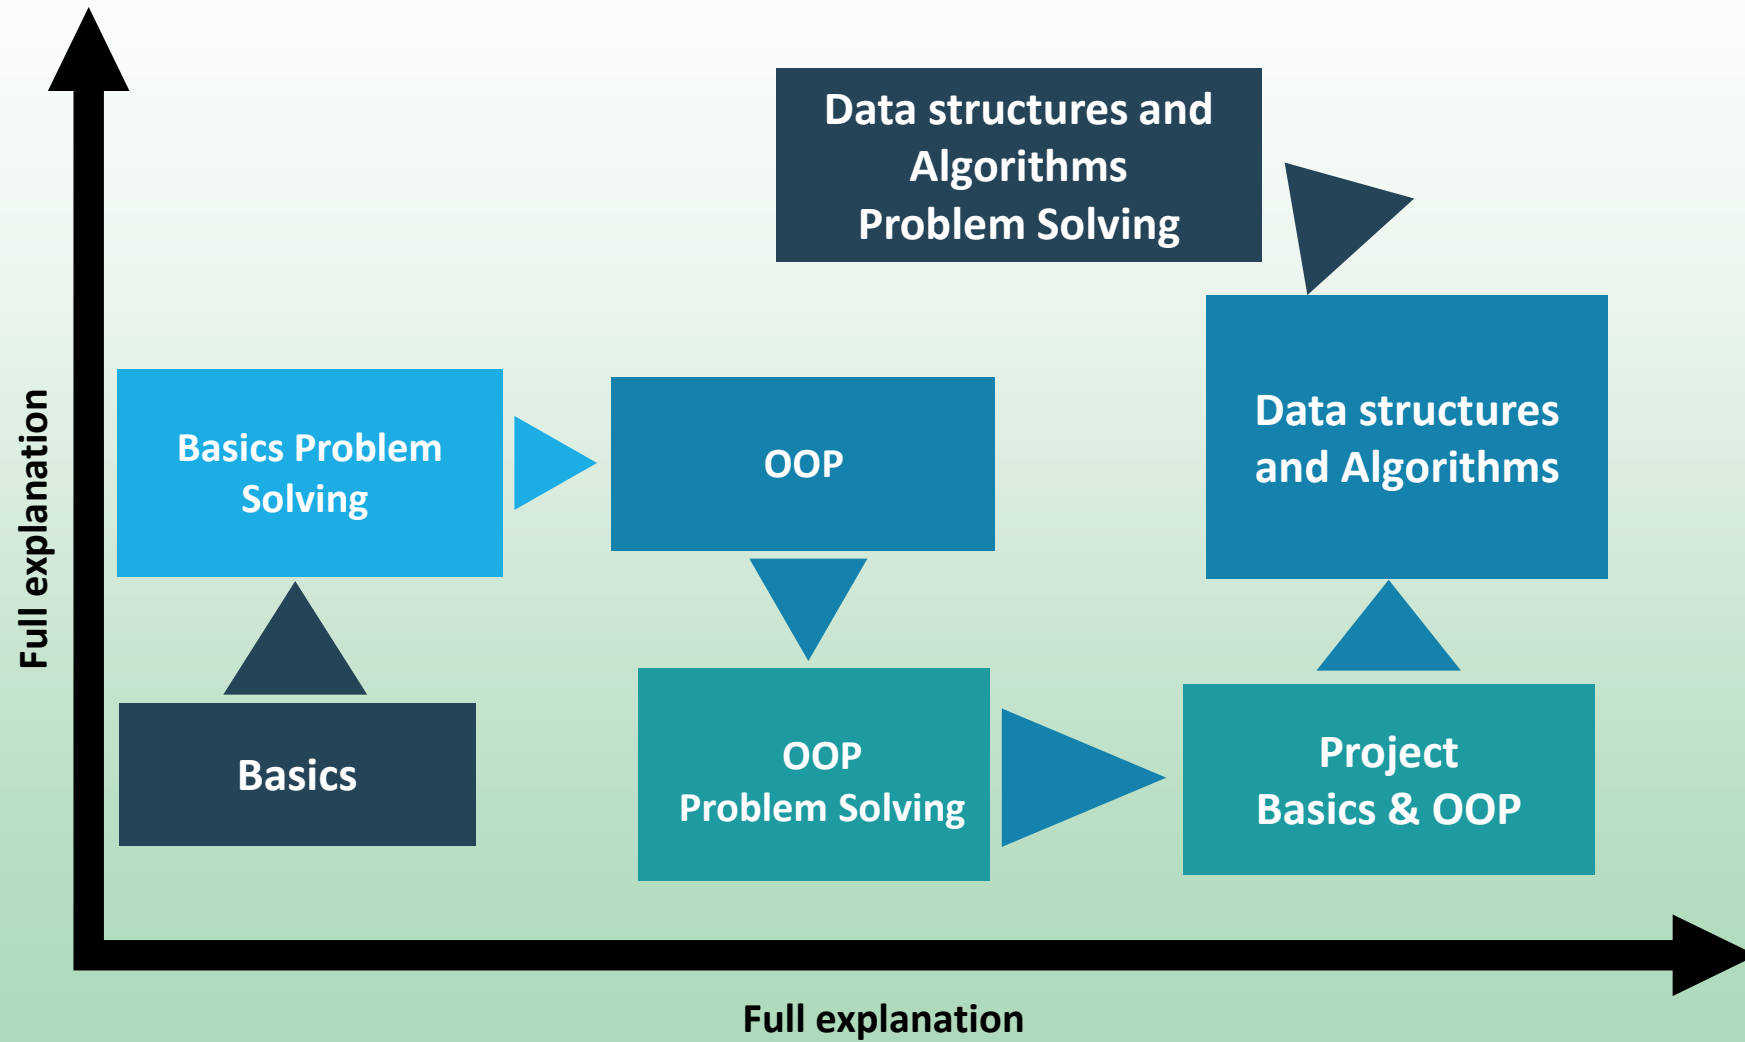 Data structures and
Algorithms
Problem Solving
Basics Problem
Solving
OOP
Data structures
and Algorithms
Full explanation
Basics
OOP
Problem Solving
Project
Basics & OOP
Full explanation